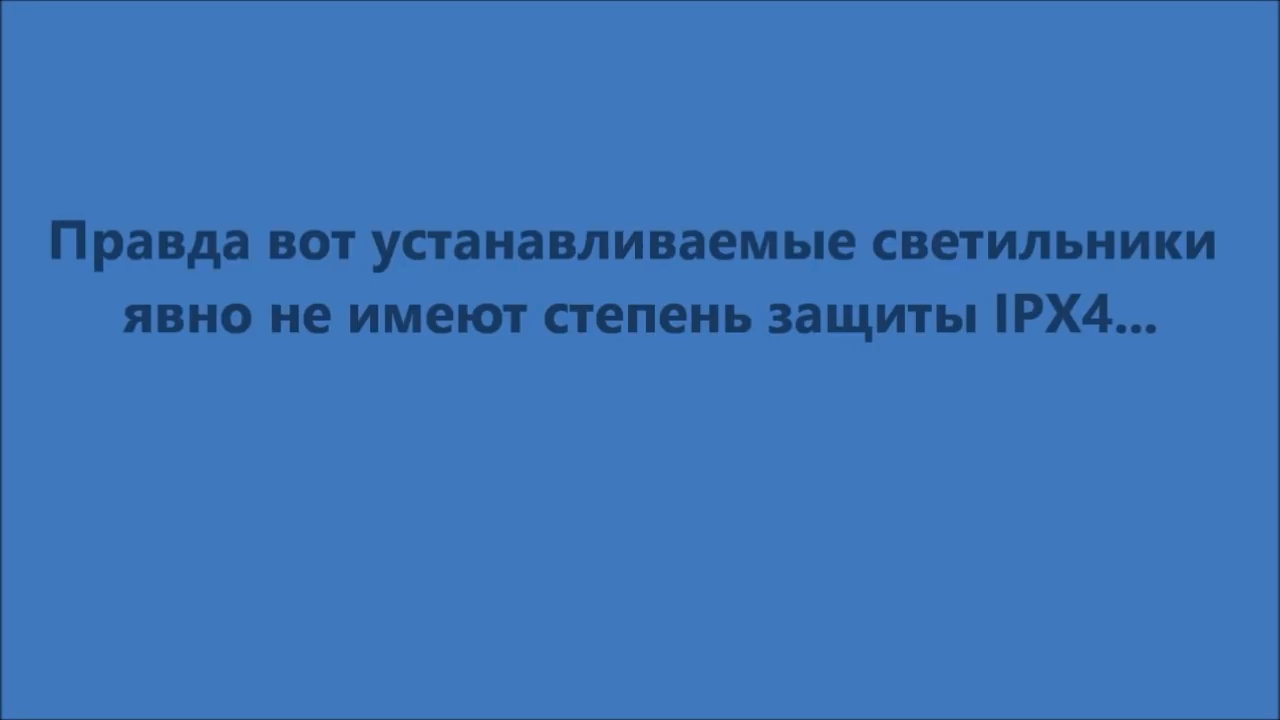 Правда вот устанавливаемые светильники
явно не имеют степень защиты IPX4...